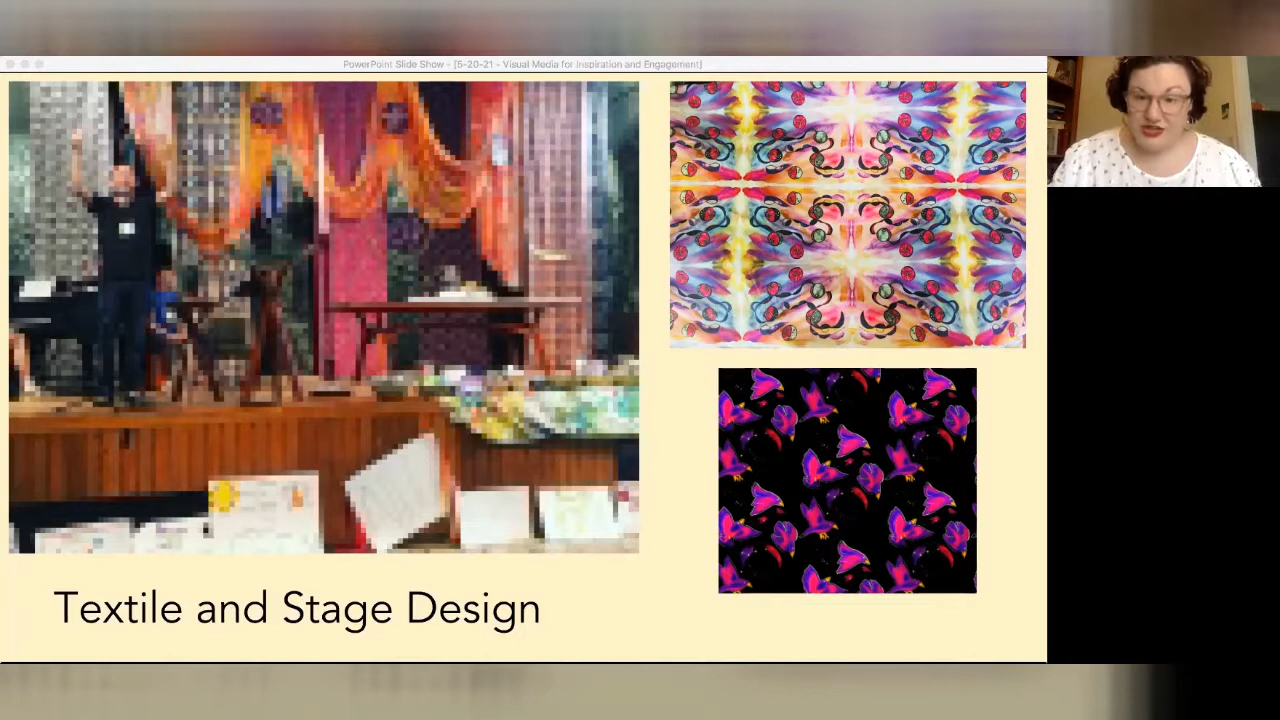 PowerPoint Slide Show - [5-20-21 - Visual Media for Inspiration and Engagement]
Textile and Stage Design